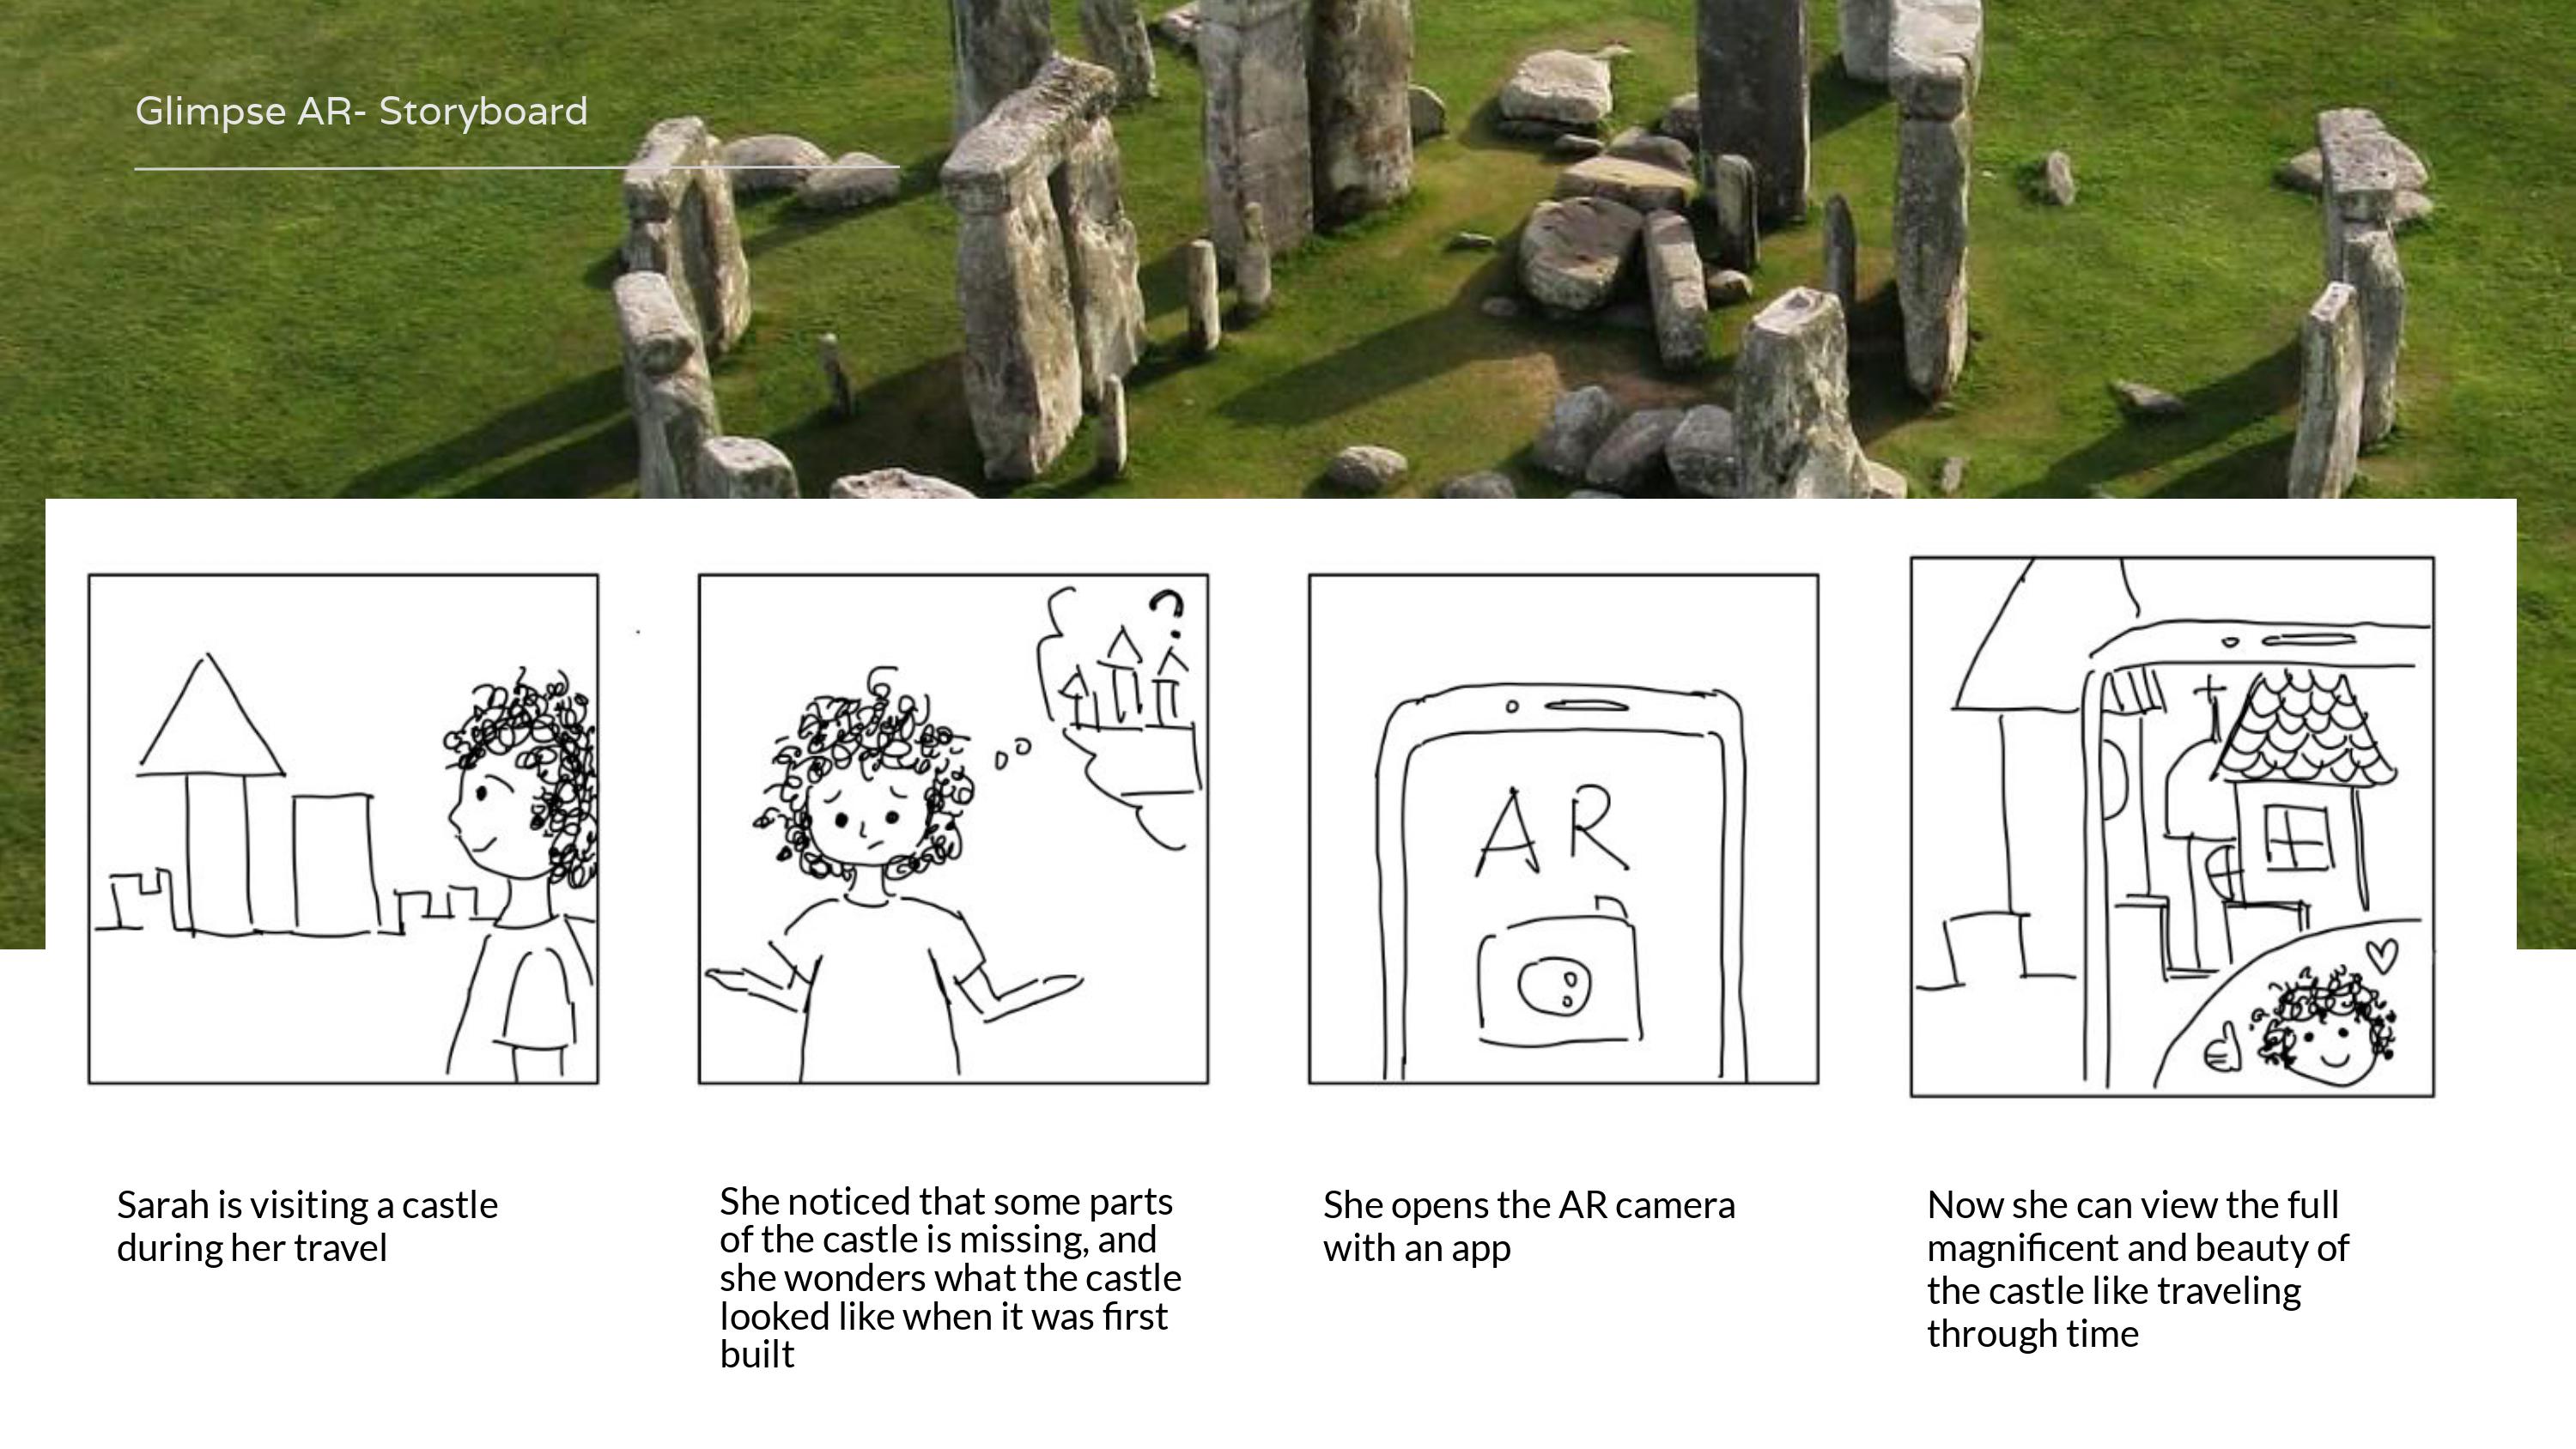 Glimpse AR- Storyboard
?
AR
Sarah is visiting a castle
during her travel
She noticed that some parts
of the castle is missing, and
she wonders what the castle
looked like when it was first
built
She opens the AR camera
with an app
Now she can view the full
magnificent and beauty of
the castle like traveling
through time